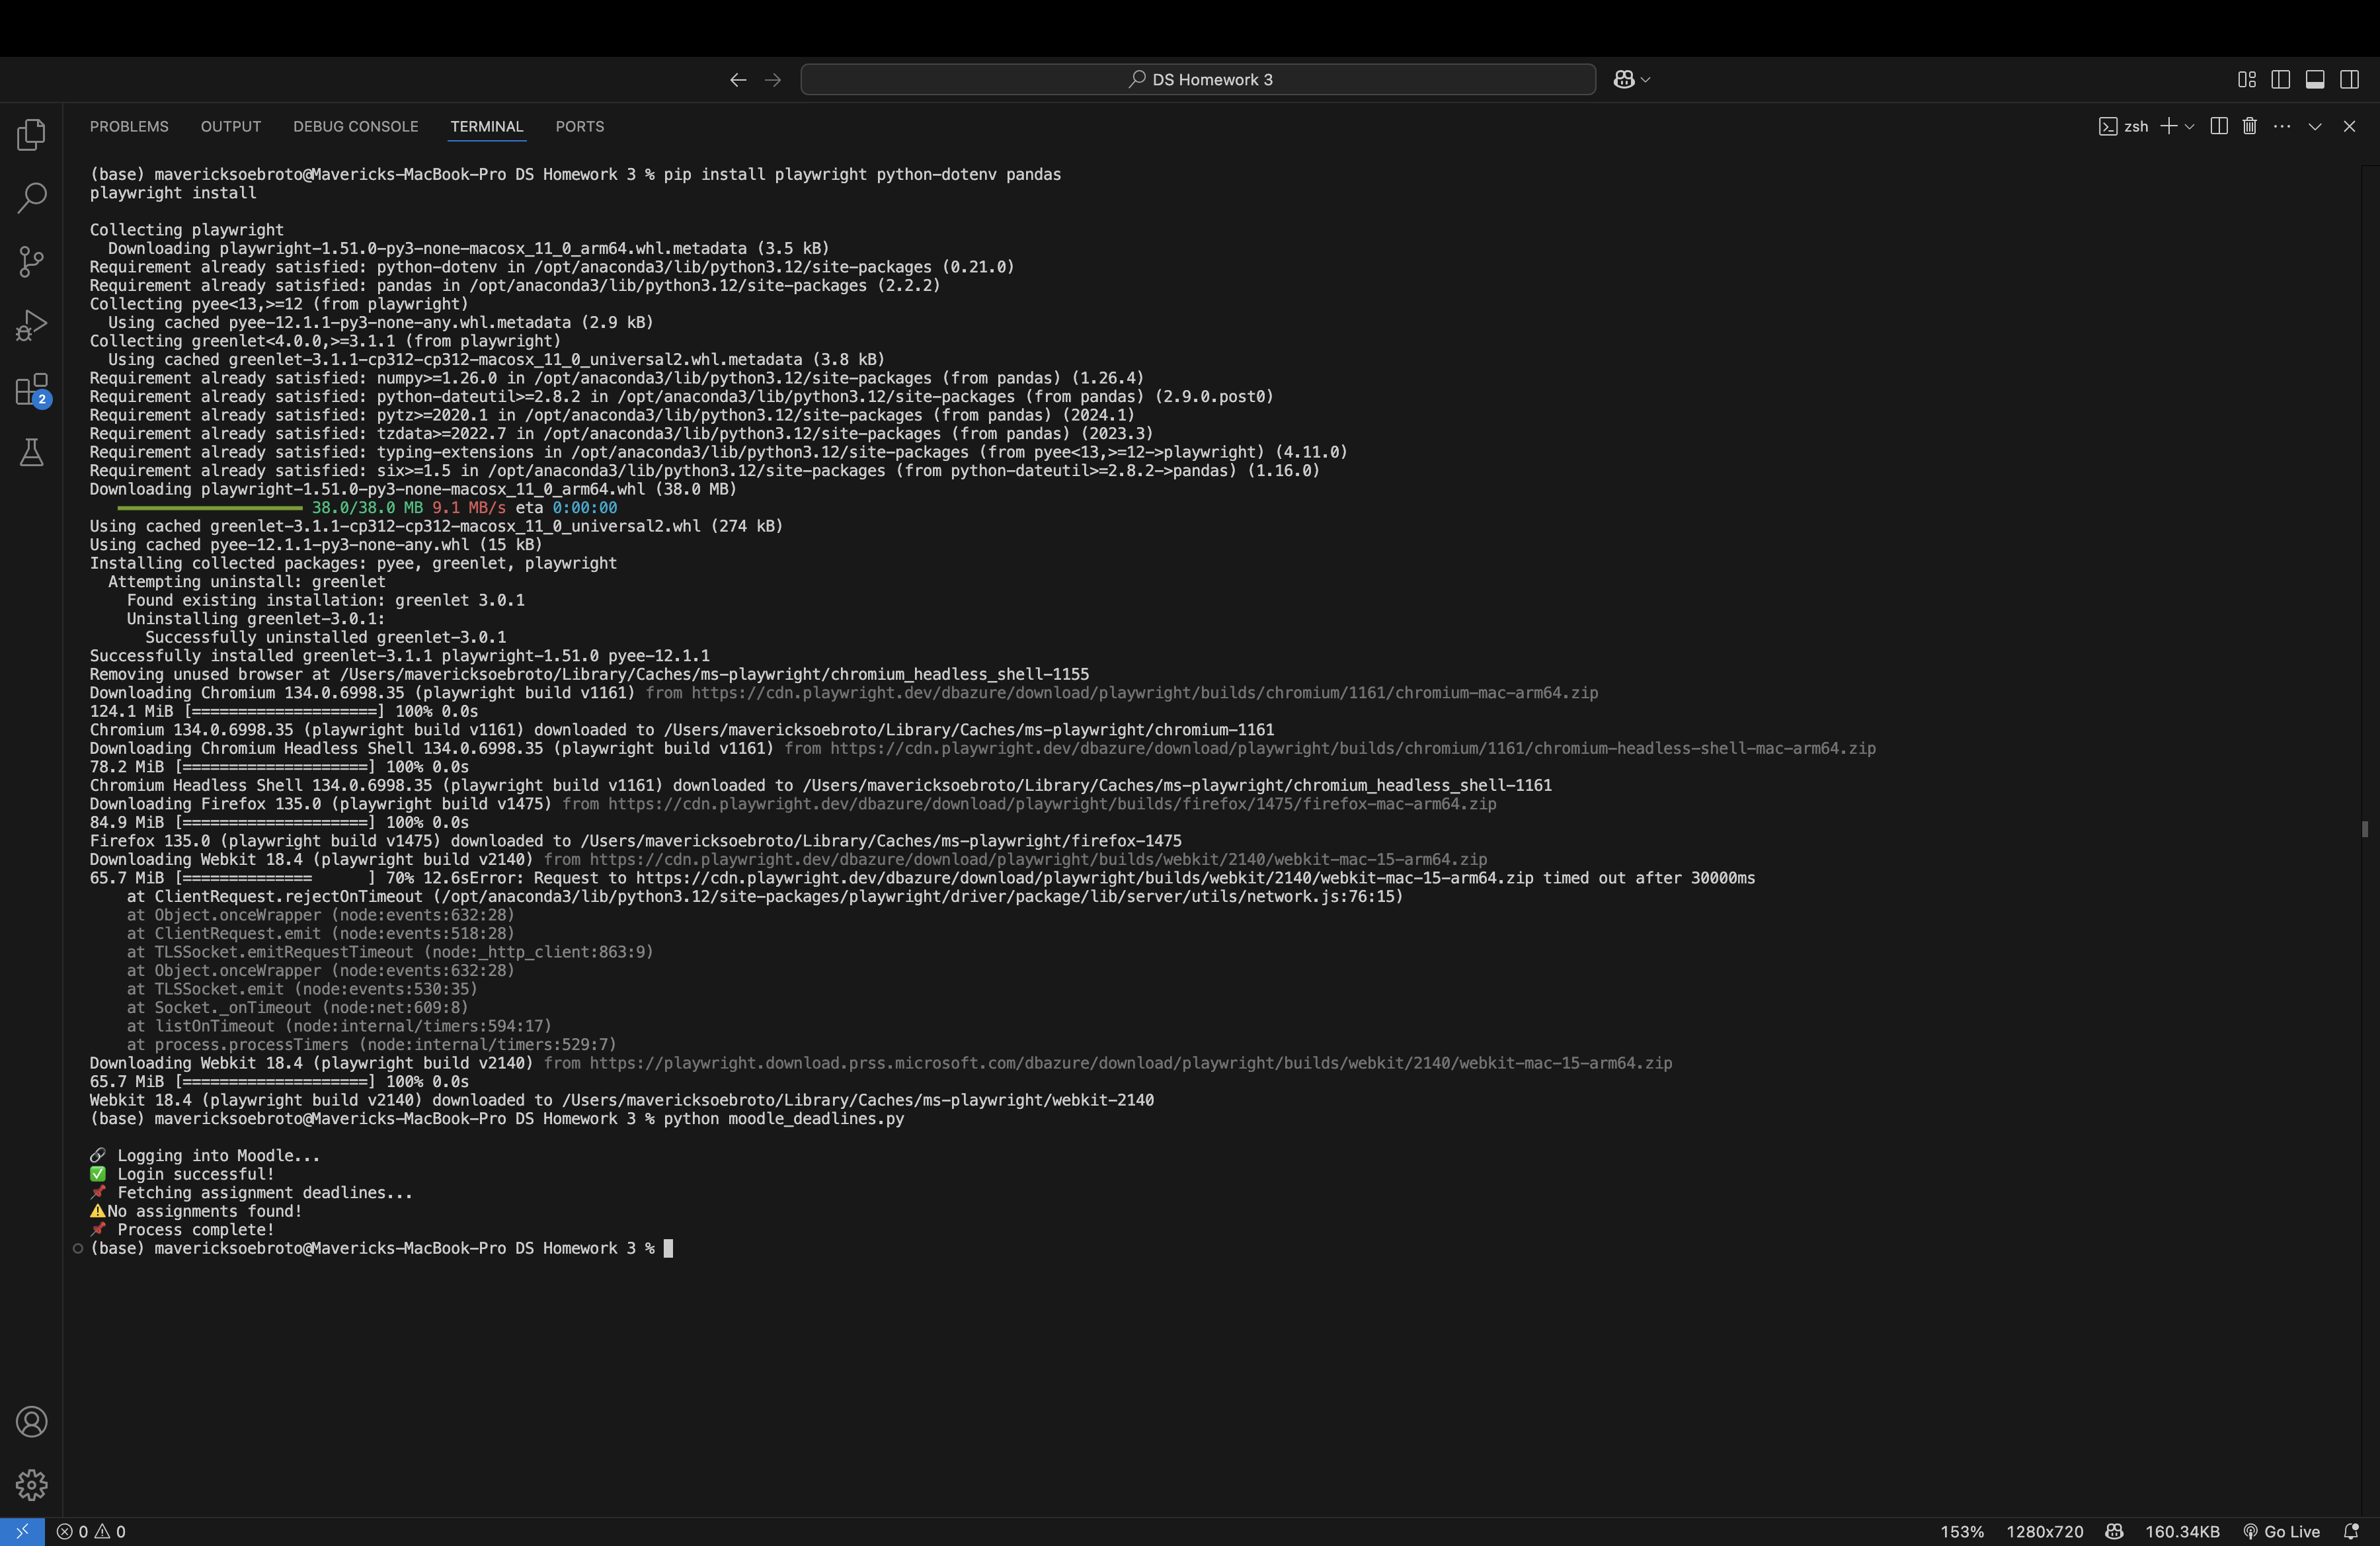 DS Homework 3
PROBLEMS OUTPUT DEBUG CONSOLE TERMINAL PORTS
zsh
(base) mavericksoebroto@Mavericks-MacBook-Pro DS Homework 3 % pip install playwright python-dotenv pandas
playwright install
Collecting playwright
Downloading playwright-1.51.0-py3-none-macosx_11_0_arm64.whl.metadata (3.5 kB)
Requirement already satisfied: python-dotenv in /opt/anaconda3/lib/python3.12/site-packages (0.21.0)
Requirement already satisfied: pandas in /opt/anaconda3/lib/python3.12/site-packages (2.2.2)
Collecting pyee<13,>=12 (from playwright)
Using cached pyee-12.1.1-py3-none-any.whl.metadata (2.9 kB)
Collecting greenlet<4.0.0,>=3.1.1 (from playwright)
Using cached greenlet-3.1.1-cp312-cp312-macosx_11_0_universal2.whl.metadata (3.8 kB)
Requirement already satisfied: numpy>=1.26.0 in /opt/anaconda3/lib/python3.12/site-packages (from pandas) (1.26.4)
Requirement already satisfied: python-dateutil>=2.8.2 in /opt/anaconda3/lib/python3.12/site-packages (from pandas) (2.9.0.post0)
Requirement already satisfied: pytz>=2020.1 in /opt/anaconda3/lib/python3.12/site-packages (from pandas) (2024.1)
Requirement already satisfied: tzdata>=2022.7 in /opt/anaconda3/lib/python3.12/site-packages (from pandas) (2023.3)
Requirement already satisfied: typing-extensions in /opt/anaconda3/lib/python3.12/site-packages (from pyee<13,>=12->playwright) (4.11.0)
Requirement already satisfied: six>=1.5 in /opt/anaconda3/lib/python3.12/site-packages (from python-dateutil>=2.8.2->pandas) (1.16.0)
Downloading playwright-1.51.0-py3-none-macosx_11_0_arm64.whl (38.0 MB)
38.0/38.0 MB 9.1 MB/s eta 0:00:00
Using cached greenlet-3.1.1-cp312-cp312-macosx_11_0_universal2.whl (274 kB)
Using cached pyee-12.1.1-py3-none-any.whl (15 kB)
Installing collected packages: pyee, greenlet, playwright
Attempting uninstall: greenlet
Found existing installation: greenlet 3.0.1
Uninstalling greenlet-3.0.1:
Successfully uninstalled greenlet-3.0.1
Successfully installed greenlet-3.1.1 playwright-1.51.0 pyee-12.1.1
Removing unused browser at /Users/mavericksoebroto/Library/Caches/ms-playwright/chromium_headless_shell-1155
Downloading Chromium 134.0.6998.35 (playwright build v1161) from https://cdn.playwright.dev/dbazure/download/playwright/builds/chromium/1161/chromium-mac-arm64.zip
124.1 MiB [====================] 100% 0.0s
Chromium 134.0.6998.35 (playwright build v1161) downloaded to /Users/mavericksoebroto/Library/Caches/ms-playwright/chromium-1161
Downloading Chromium Headless Shell 134.0.6998.35 (playwright build v1161) from https://cdn.playwright.dev/dbazure/download/playwright/builds/chromium/1161/chromium-headless-shell-mac-arm64.zip
78.2 MiB [====================] 100% 0.0s
Chromium Headless Shell 134.0.6998.35 (playwright build v1161) downloaded to /Users/mavericksoebroto/Library/Caches/ms-playwright/chromium_headless_shell-1161
Downloading Firefox 135.0 (playwright build v1475) from https://cdn.playwright.dev/dbazure/download/playwright/builds/firefox/1475/firefox-mac-arm64.zip
84.9 MiB [====================] 100% 0.0s
Firefox 135.0 (playwright build v1475) downloaded to /Users/mavericksoebroto/Library/Caches/ms-playwright/firefox-1475
Downloading Webkit 18.4 (playwright build v2140) from https://cdn.playwright.dev/dbazure/download/playwright/builds/webkit/2140/webkit-mac-15-arm64.zip
65.7 MiB [==============      ] 70% 12.6sError: Request to https://cdn.playwright.dev/dbazure/download/playwright/builds/webkit/2140/webkit-mac-15-arm64.zip timed out after 30000ms
at ClientRequest.rejectOnTimeout (/opt/anaconda3/lib/python3.12/site-packages/playwright/driver/package/lib/server/utils/network.js:76:15)
at Object.onceWrapper (node:events:632:28)
at ClientRequest.emit (node:events:518:28)
at TLSSocket.emitRequestTimeout (node:_http_client:863:9)
at Object.onceWrapper (node:events:632:28)
at TLSSocket.emit (node:events:530:35)
at Socket._onTimeout (node:net:609:8)
at listOnTimeout (node:internal/timers:594:17)
at process.processTimers (node:internal/timers:529:7)
Downloading Webkit 18.4 (playwright build v2140) from https://playwright.download.prss.microsoft.com/dbazure/download/playwright/builds/webkit/2140/webkit-mac-15-arm64.zip
65.7 MiB [====================] 100% 0.0s
Webkit 18.4 (playwright build v2140) downloaded to /Users/mavericksoebroto/Library/Caches/ms-playwright/webkit-2140
(base) mavericksoebroto@Mavericks-MacBook-Pro DS Homework 3 % python moodle_deadlines.py
🔗 Logging into Moodle...
✅ Login successful!
📌 Fetching assignment deadlines...
⚠️No assignments found!
📌 Process complete!
(base) mavericksoebroto@Mavericks-MacBook-Pro DS Homework 3 %
2
0 0 153% 1280x720 160.34KB Go Live